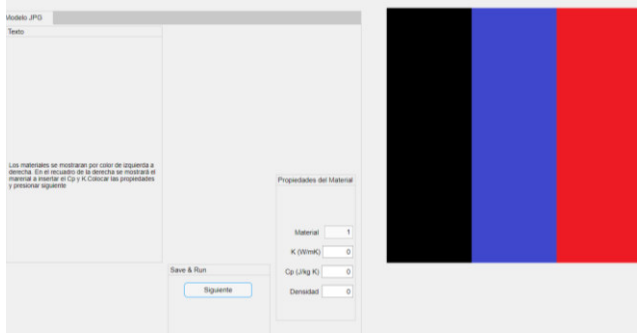 Modelo JPG
Texto
Los materiales se mostraran por color de izquierda a
derecha. En el recuadro de la derecha se mostrará el
marerial a insertar el Cp y K.Colocar las propiedades
y presionar siguiente
Propiedades del Material
Material 1
K (W/mK) 0
Cp (J/kg K) 0
Densidad 0
Save & Run
Siguiente